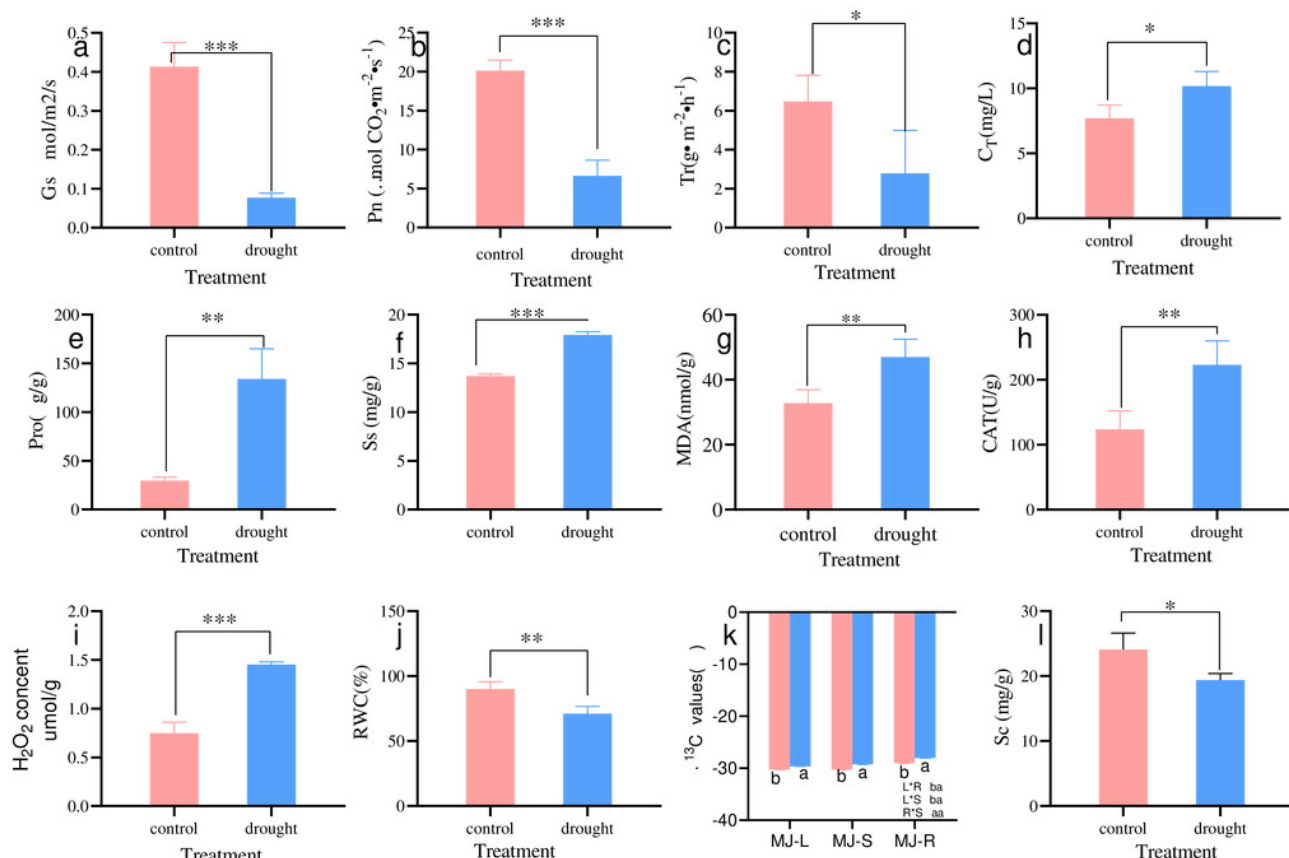 a
***
Gs mol/m2/s
0.5
0.4
0.3
0.2
0.1
0.0
control
drought
Treatment
b
***
Pn (..mol CO₂•m⁻²•s⁻¹)
25
20
15
10
5
0
control
drought
Treatment
c
*
Tr(g• m⁻²•h⁻¹)
10
8
6
4
2
0
control
drought
Treatment
d
*
C_T(mg/L)
15
10
5
0
control
drought
Treatment
e
**
Pro( g/g)
200
150
100
50
0
control
drought
Treatment
f
***
Ss (mg/g)
20
15
10
5
0
control
drought
Treatment
g
**
MDA(nmol/g)
60
40
20
0
control
drought
Treatment
h
**
CAT(U/g)
300
200
100
0
control
drought
Treatment
i
***
H₂O₂ concent
umol/g
2.0
1.5
1.0
0.5
0.0
control
drought
Treatment
j
**
RWC(%)
150
100
50
0
control
drought
Treatment
k
. ¹³C values( )
0
-10
-20
-30
-40
b
a
b
a
b
a
L*R ba
L*S ba
R*S aa
MJ-L
MJ-S
MJ-R
l
*
Sc (mg/g)
30
20
10
0
control
drought
Treatment